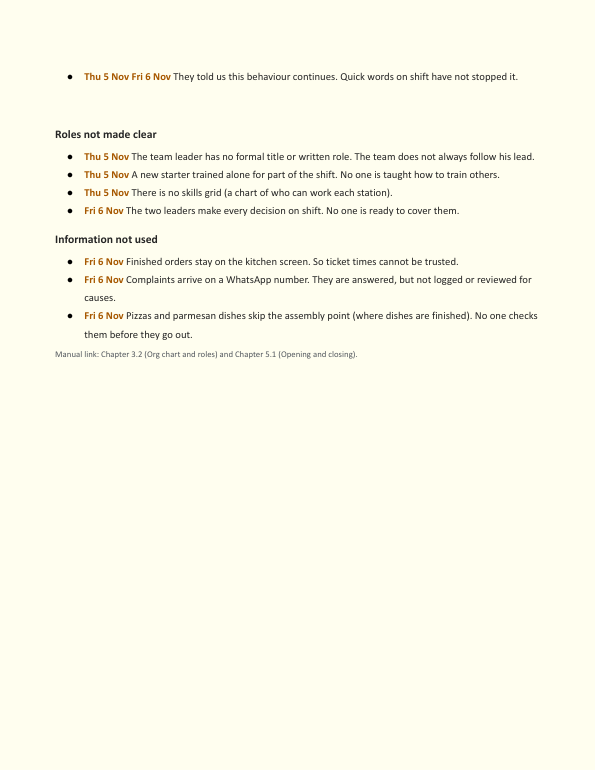 ● Thu 5 Nov Fri 6 Nov They told us this behaviour continues. Quick words on shift have not stopped it.
Roles not made clear
● Thu 5 Nov The team leader has no formal title or written role. The team does not always follow his lead.
● Thu 5 Nov A new starter trained alone for part of the shift. No one is taught how to train others.
● Thu 5 Nov There is no skills grid (a chart of who can work each station).
● Fri 6 Nov The two leaders make every decision on shift. No one is ready to cover them.
Information not used
● Fri 6 Nov Finished orders stay on the kitchen screen. So ticket times cannot be trusted.
● Fri 6 Nov Complaints arrive on a WhatsApp number. They are answered, but not logged or reviewed for
causes.
● Fri 6 Nov Pizzas and parmesan dishes skip the assembly point (where dishes are finished). No one checks
them before they go out.
Manual link: Chapter 3.2 (Org chart and roles) and Chapter 5.1 (Opening and closing).